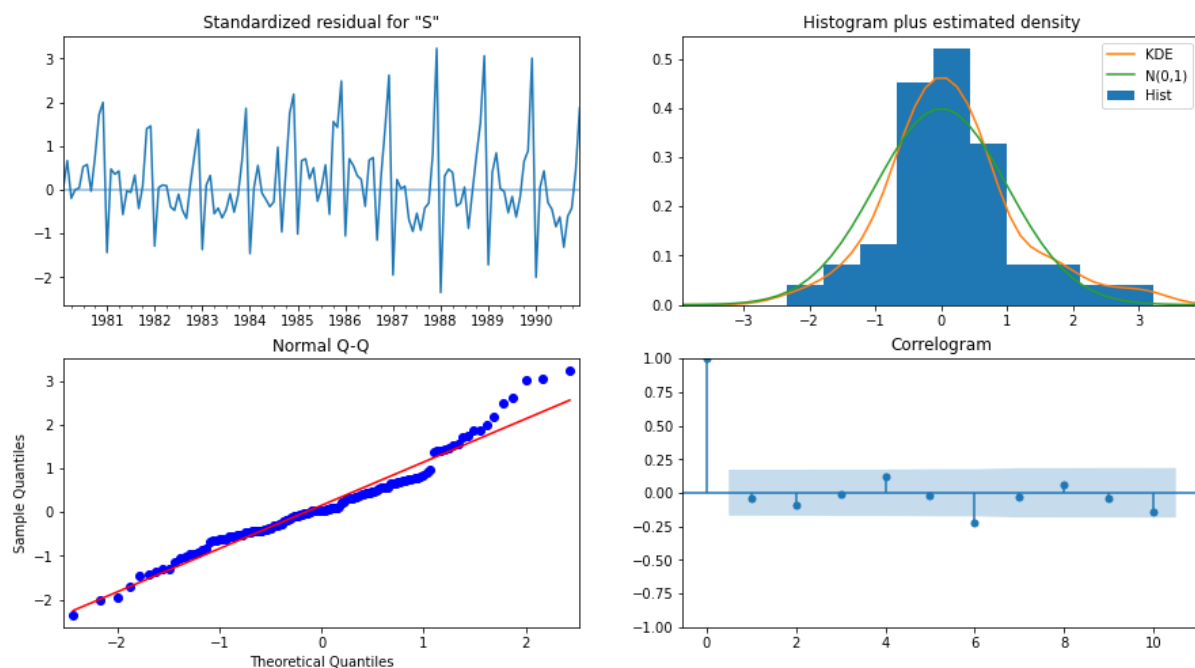 Standardized residual for "S"
3
2
1
0
−1
−2
1981 1982 1983 1984 1985 1986 1987 1988 1989 1990
Histogram plus estimated density
KDE
N(0,1)
Hist
0.5
0.4
0.3
0.2
0.1
0.0
−3 −2 −1 0 1 2 3
Normal Q-Q
Sample Quantiles
3
2
1
0
−1
−2
−2 −1 0 1 2
Theoretical Quantiles
Correlogram
1.00
0.75
0.50
0.25
0.00
−0.25
−0.50
−0.75
−1.00
0 2 4 6 8 10